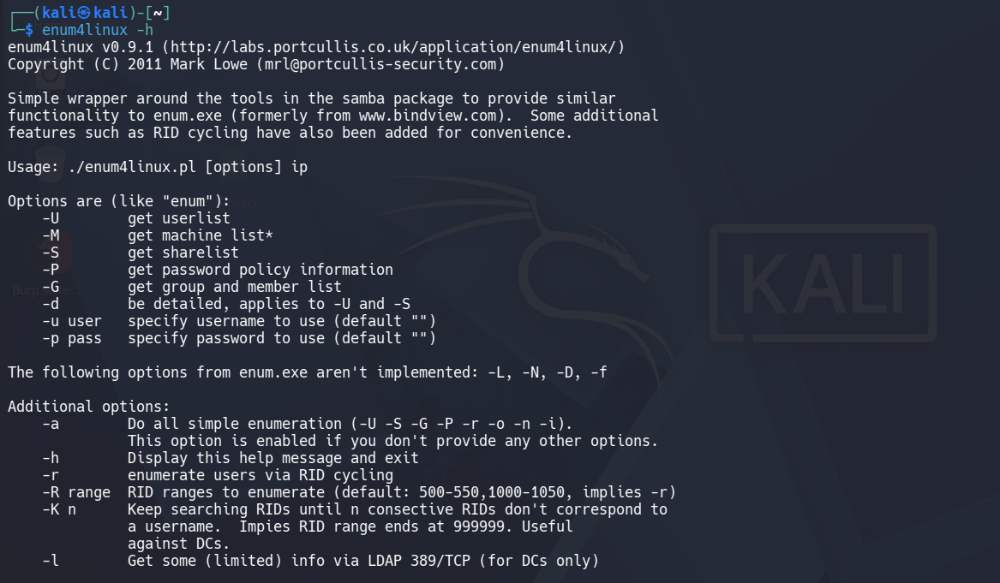 ┌──(kali㉿kali)-[~]
└─$ enum4linux -h
enum4linux v0.9.1 (http://labs.portcullis.co.uk/application/enum4linux/)
Copyright (C) 2011 Mark Lowe (mrl@portcullis-security.com)

Simple wrapper around the tools in the samba package to provide similar
functionality to enum.exe (formerly from www.bindview.com).  Some additional
features such as RID cycling have also been added for convenience.

Usage: ./enum4linux.pl [options] ip

Options are (like "enum"):
    -U        get userlist
    -M        get machine list*
    -S        get sharelist
    -P        get password policy information
    -G        get group and member list
    -d        be detailed, applies to -U and -S
    -u user   specify username to use (default "")
    -p pass   specify password to use (default "")

The following options from enum.exe aren't implemented: -L, -N, -D, -f

Additional options:
    -a        Do all simple enumeration (-U -S -G -P -r -o -n -i).
              This option is enabled if you don't provide any other options.
    -h        Display this help message and exit
    -r        enumerate users via RID cycling
    -R range  RID ranges to enumerate (default: 500-550,1000-1050, implies -r)
    -K n      Keep searching RIDs until n consective RIDs don't correspond to
              a username.  Impies RID range ends at 999999. Useful
              against DCs.
    -l        Get some (limited) info via LDAP 389/TCP (for DCs only)
KALI